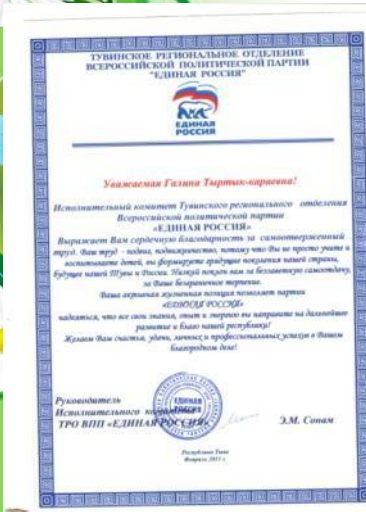 ТУВИНСКОЕ РЕГИОНАЛЬНОЕ ОТДЕЛЕНИЕ
ВСЕРОССИЙСКОЙ ПОЛИТИЧЕСКОЙ ПАРТИИ
"ЕДИНАЯ РОССИЯ"
ЕДИНАЯ
РОССИЯ
Уважаемая Галина Тыртык-караевна!
Исполнительный комитет Тувинского регионального отделения
Всероссийской политической партии
«ЕДИНАЯ РОССИЯ»
Выражает Вам сердечную благодарность за самоотверженный
труд. Ваш труд - подвиг, подвижничество, потому что Вы не просто учите и
воспитываете детей, вы формируете грядущие поколения нашей страны,
будущее нашей Тувы и России. Низкий поклон вам за беззаветную самоотдачу,
за Ваше безграничное терпение.
Ваша активная жизненная позиция позволяет партии
«ЕДИНАЯ РОССИЯ»
надеяться, что все свои знания, опыт и энергию вы направите на дальнейшее
развитие и благо нашей республики!
Желаем Вам счастья, удачи, личных и профессиональных успехов в Вашем
благородном деле!
Руководитель
Исполнительного комитета
ТРО ВПП «ЕДИНАЯ РОССИЯ» Э.М. Сопам
ЕДИНАЯ
РОССИЯ
Республика Тыва
Февраль 2011 г.